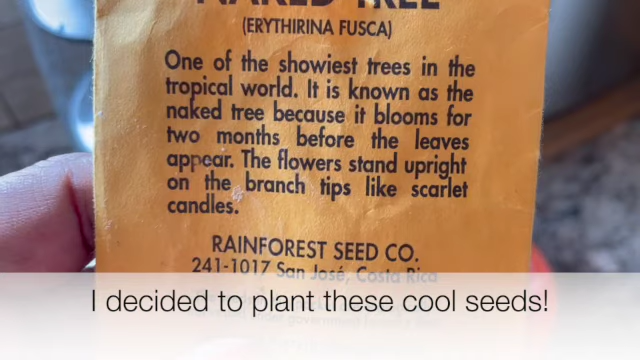 NAKED TREE
(ERYTHIRINA FUSCA)
One of the showiest trees in the
tropical world. It is known as the
naked tree because it blooms for
two months before the leaves
appear. The flowers stand upright
on the branch tips like scarlet
candles.
RAINFOREST SEED CO.
241-1017 San José, Costa Rica
I decided to plant these cool seeds!